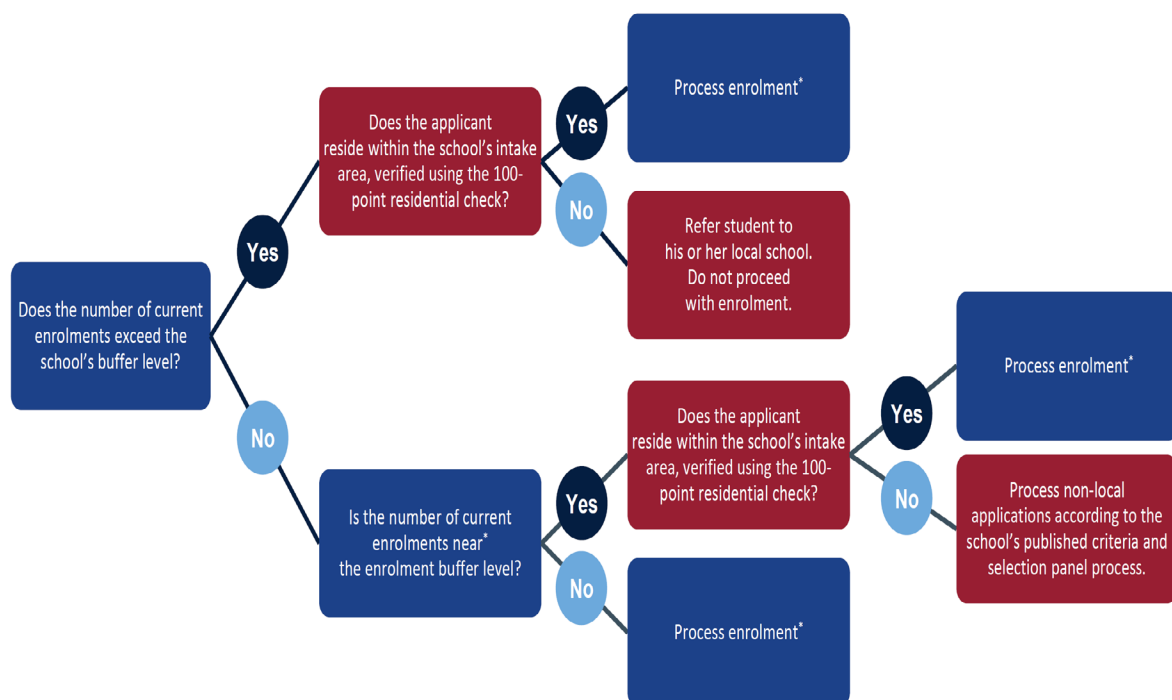 Does the number of current
enrolments exceed the
school's buffer level?
Yes
Does the applicant
reside within the school's intake
area, verified using the 100-
point residential check?
Yes
Process enrolment*
No
Refer student to
his or her local school.
Do not proceed
with enrolment.
No
Is the number of current
enrolments near*
the enrolment buffer level?
Yes
Does the applicant
reside within the school's intake
area, verified using the 100-
point residential check?
Yes
Process enrolment*
No
Process non-local
applications according to the
school's published criteria and
selection panel process.
No
Process enrolment*